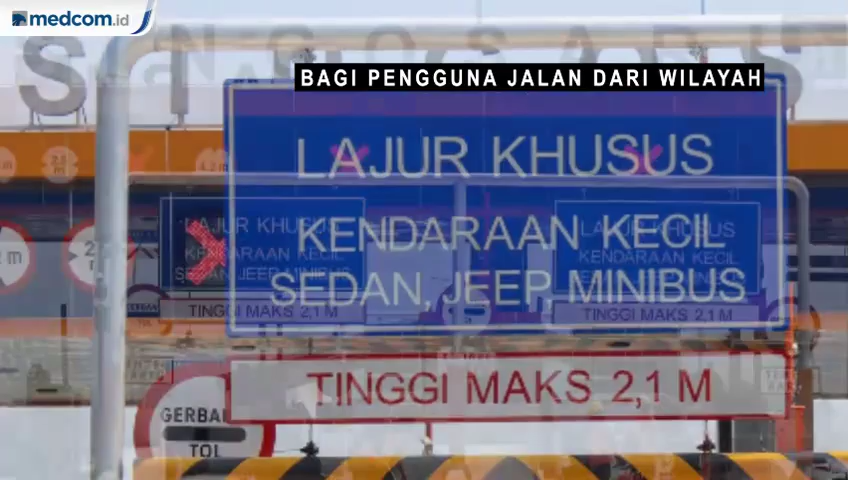 medcom.id
SINGOSARI
BAGI PENGGUNA JALAN DARI WILAYAH
LAJUR KHUSUS
KENDARAAN KECIL
SEDAN, JEEP, MINIBUS
TINGGI MAKS 2,1 M
LAJUR KHUSUS
KENDARAAN KECIL
SEDAN JEEP MINIBUS
TINGGI MAKS 2,1 M
LAJUR KHUSUS
KENDARAAN KECIL
TINGGI MAKS 2,1 M
GERBANG
TOL